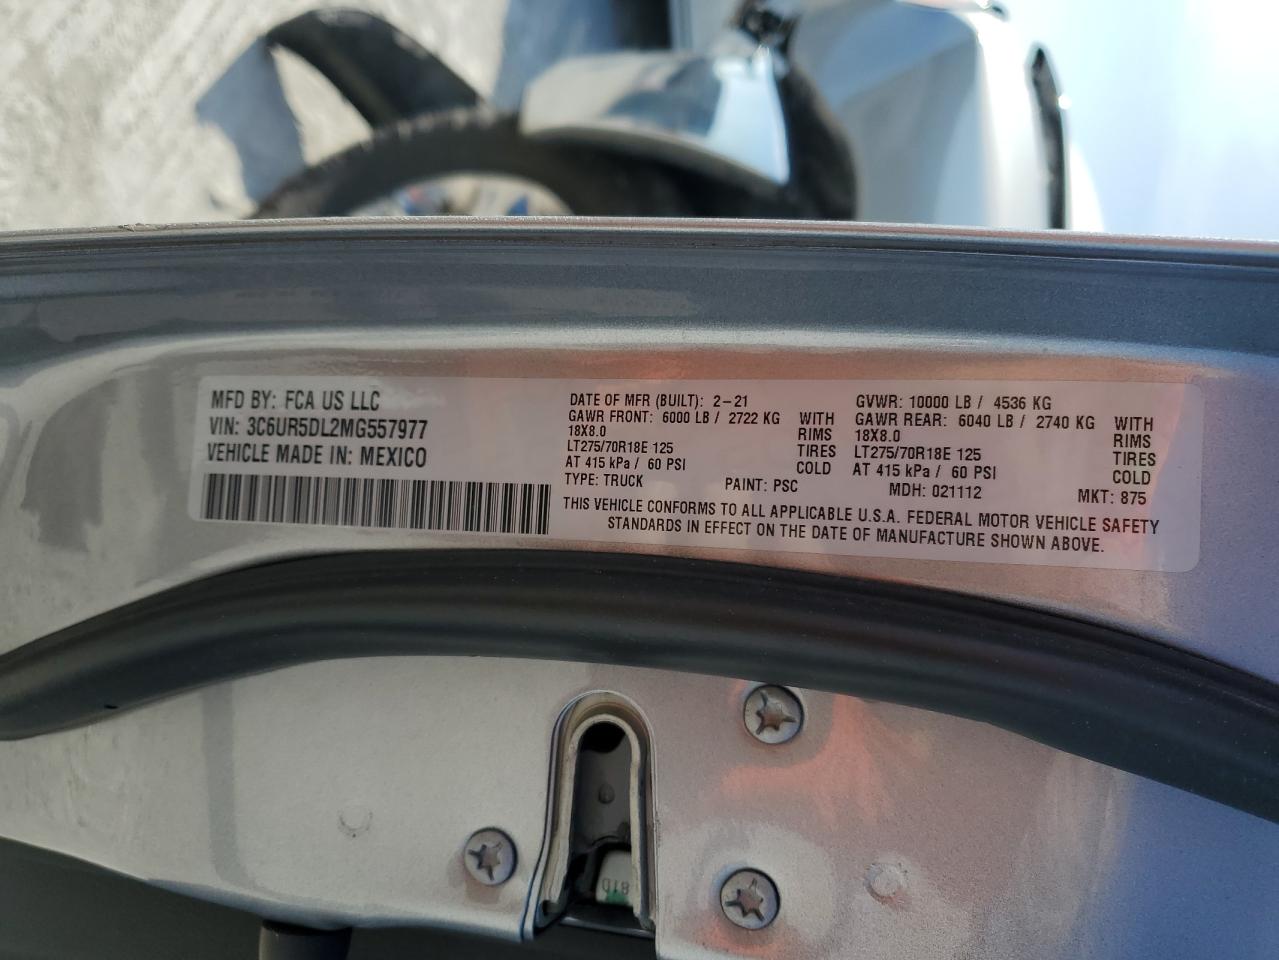 MFD BY: FCA US LLC
VIN: 3C6UR5DL2MG557977
VEHICLE MADE IN: MEXICO
DATE OF MFR (BUILT): 2-21
GAWR FRONT: 6000 LB / 2722 KG WITH
18X8.0 RIMS
LT275/70R18E 125 TIRES
AT 415 kPa / 60 PSI COLD
TYPE: TRUCK PAINT: PSC
GVWR: 10000 LB / 4536 KG
GAWR REAR: 6040 LB / 2740 KG WITH
18X8.0 RIMS
LT275/70R18E 125 TIRES
AT 415 kPa / 60 PSI COLD
MDH: 021112 MKT: 875
THIS VEHICLE CONFORMS TO ALL APPLICABLE U.S.A. FEDERAL MOTOR VEHICLE SAFETY
STANDARDS IN EFFECT ON THE DATE OF MANUFACTURE SHOWN ABOVE.